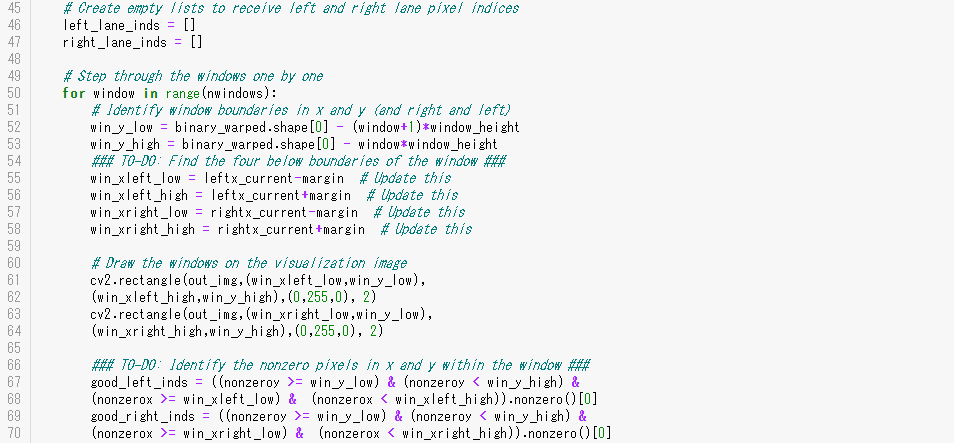 45 # Create empty lists to receive left and right lane pixel indices
46 left_lane_inds = []
47 right_lane_inds = []
48
49 # Step through the windows one by one
50 for window in range(nwindows):
51 # Identify window boundaries in x and y (and right and left)
52 win_y_low = binary_warped.shape[0] - (window+1)*window_height
53 win_y_high = binary_warped.shape[0] - window*window_height
54 ### TO-DO: Find the four below boundaries of the window ###
55 win_xleft_low = leftx_current-margin # Update this
56 win_xleft_high = leftx_current+margin # Update this
57 win_xright_low = rightx_current-margin # Update this
58 win_xright_high = rightx_current+margin # Update this
59
60 # Draw the windows on the visualization image
61 cv2.rectangle(out_img,(win_xleft_low,win_y_low),
62 (win_xleft_high,win_y_high),(0,255,0), 2)
63 cv2.rectangle(out_img,(win_xright_low,win_y_low),
64 (win_xright_high,win_y_high),(0,255,0), 2)
65
66 ### TO-DO: Identify the nonzero pixels in x and y within the window ###
67 good_left_inds = ((nonzeroy >= win_y_low) & (nonzeroy < win_y_high) &
68 (nonzerox >= win_xleft_low) & (nonzerox < win_xleft_high)).nonzero()[0]
69 good_right_inds = ((nonzeroy >= win_y_low) & (nonzeroy < win_y_high) &
70 (nonzerox >= win_xright_low) & (nonzerox < win_xright_high)).nonzero()[0]